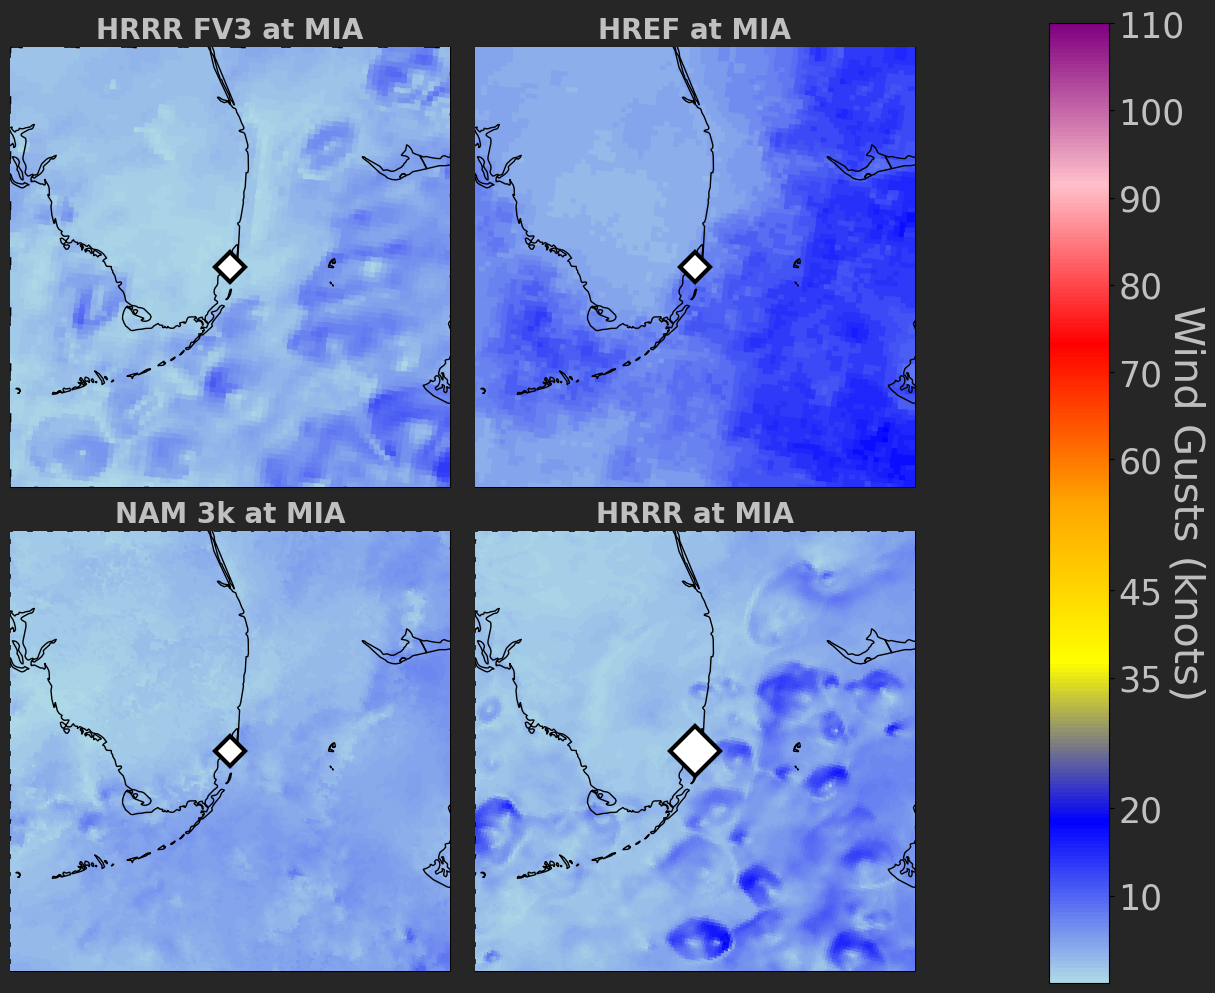 HRRR FV3 at MIA
HREF at MIA
NAM 3k at MIA
HRRR at MIA
110
100
90
80
70
60
45
35
20
10
Wind Gusts (knots)